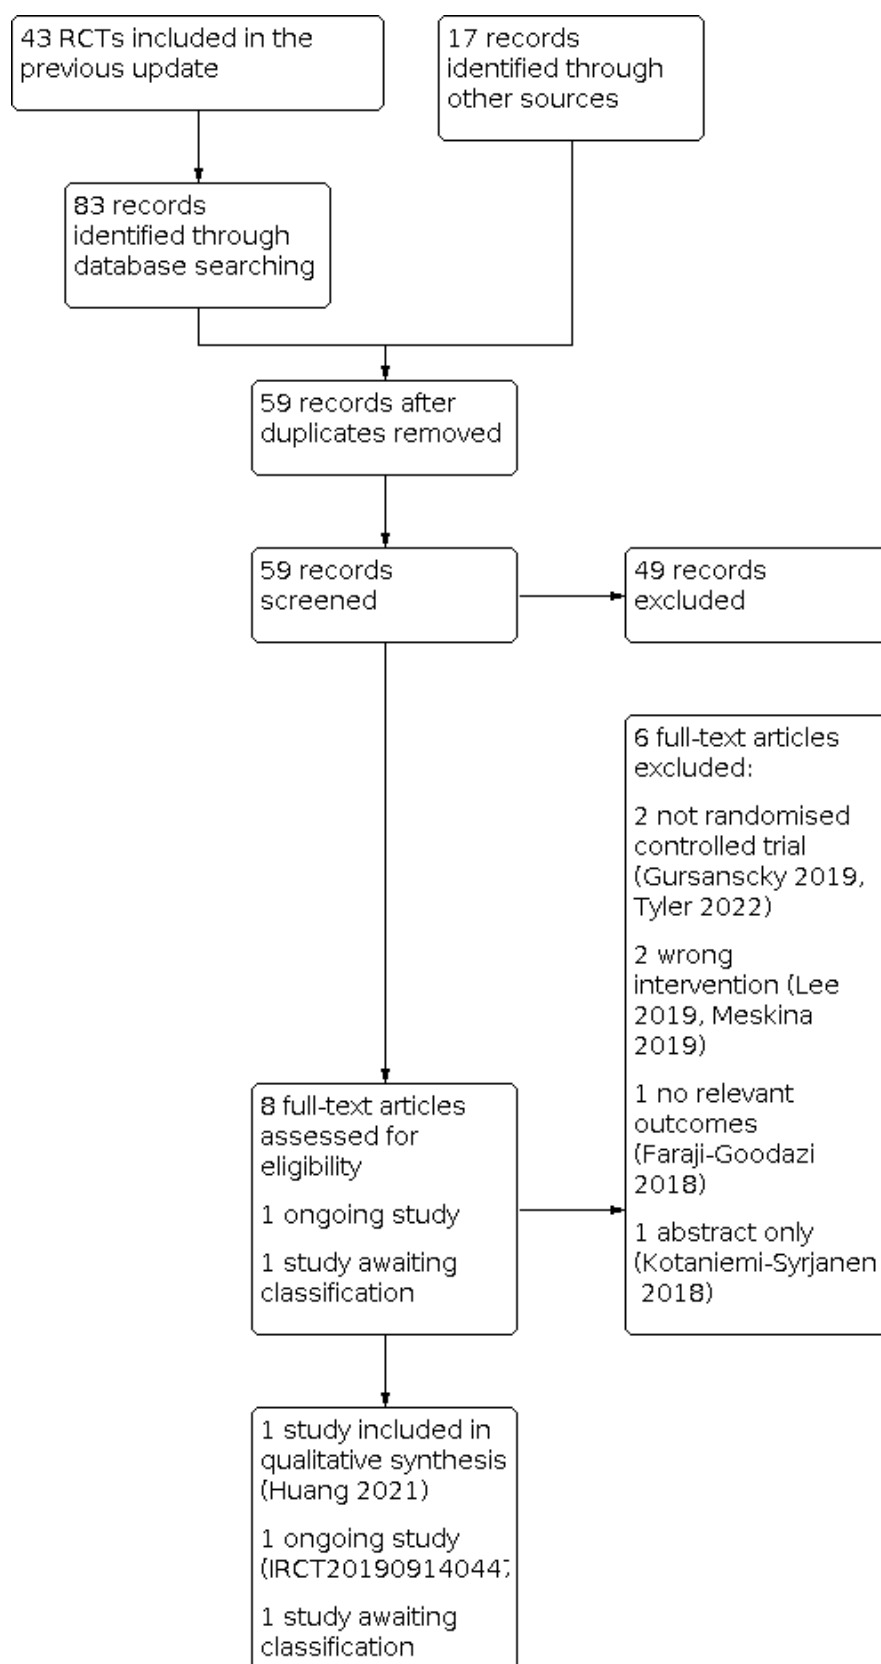 43 RCTs included in the
previous update
17 records
identified through
other sources
83 records
identified through
database searching
59 records after
duplicates removed
59 records
screened
49 records
excluded
6 full-text articles
excluded:
2 not randomised
controlled trial
(Gursanscky 2019,
Tyler 2022)
2 wrong
intervention (Lee
2019, Meskina
2019)
1 no relevant
outcomes
(Faraji-Goodazi
2018)
1 abstract only
(Kotaniemi-Syrjanen
2018)
8 full-text articles
assessed for
eligibility
1 ongoing study
1 study awaiting
classification
1 study included in
qualitative synthesis
(Huang 2021)
1 ongoing study
1 study awaiting
classification